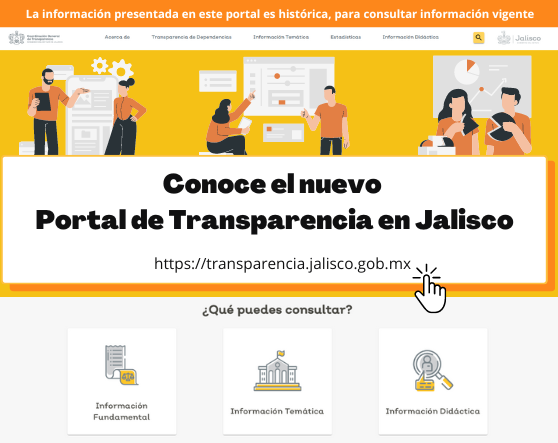 La información presentada en este portal es histórica, para consultar información vigente
Acerca de
Transparencia de Dependencias
Información Temática
Estadísticas
Información Didáctica
Jalisco
Conoce el nuevo
Portal de Transparencia en Jalisco
https://transparencia.jalisco.gob.mx
¿Qué puedes consultar?
Información
Fundamental
Información Temática
Información Didáctica